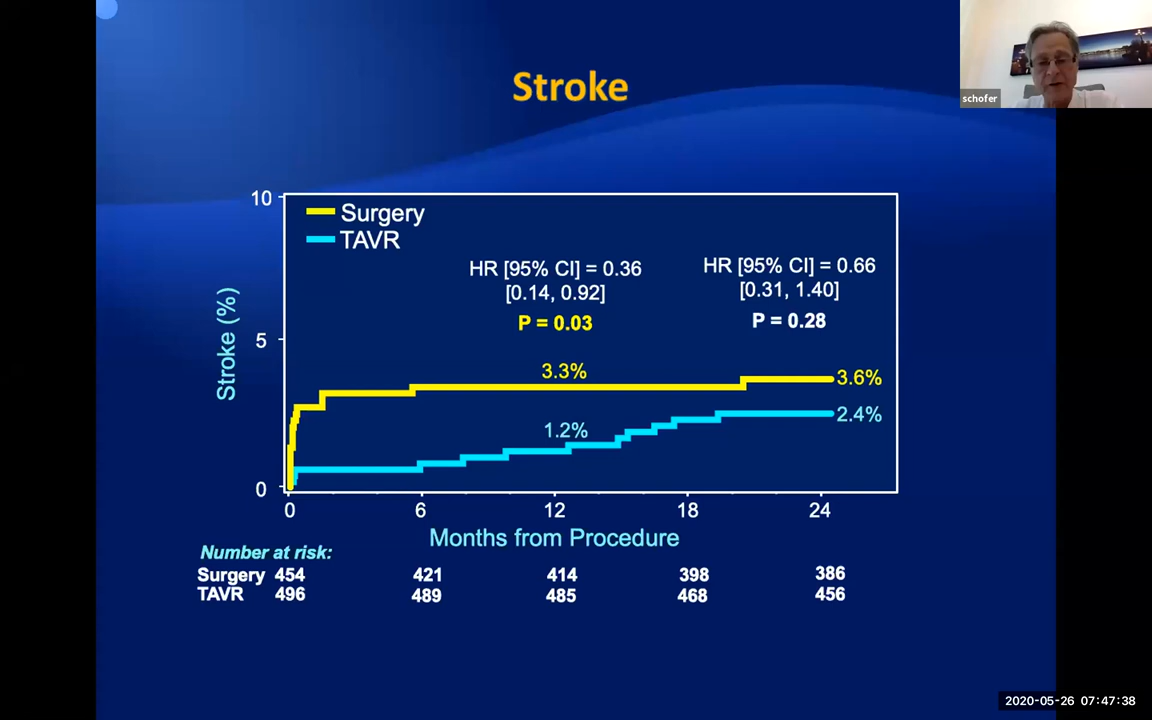 Stroke
schofer
10
Surgery
TAVR
HR [95% CI] = 0.36
[0.14, 0.92]
P = 0.03
HR [95% CI] = 0.66
[0.31, 1.40]
P = 0.28
Stroke (%)
5
3.3%
3.6%
1.2%
2.4%
0
0 6 12 18 24
Months from Procedure
Number at risk:
Surgery 454 421 414 398 386
TAVR 496 489 485 468 456
2020-05-26 07:47:38